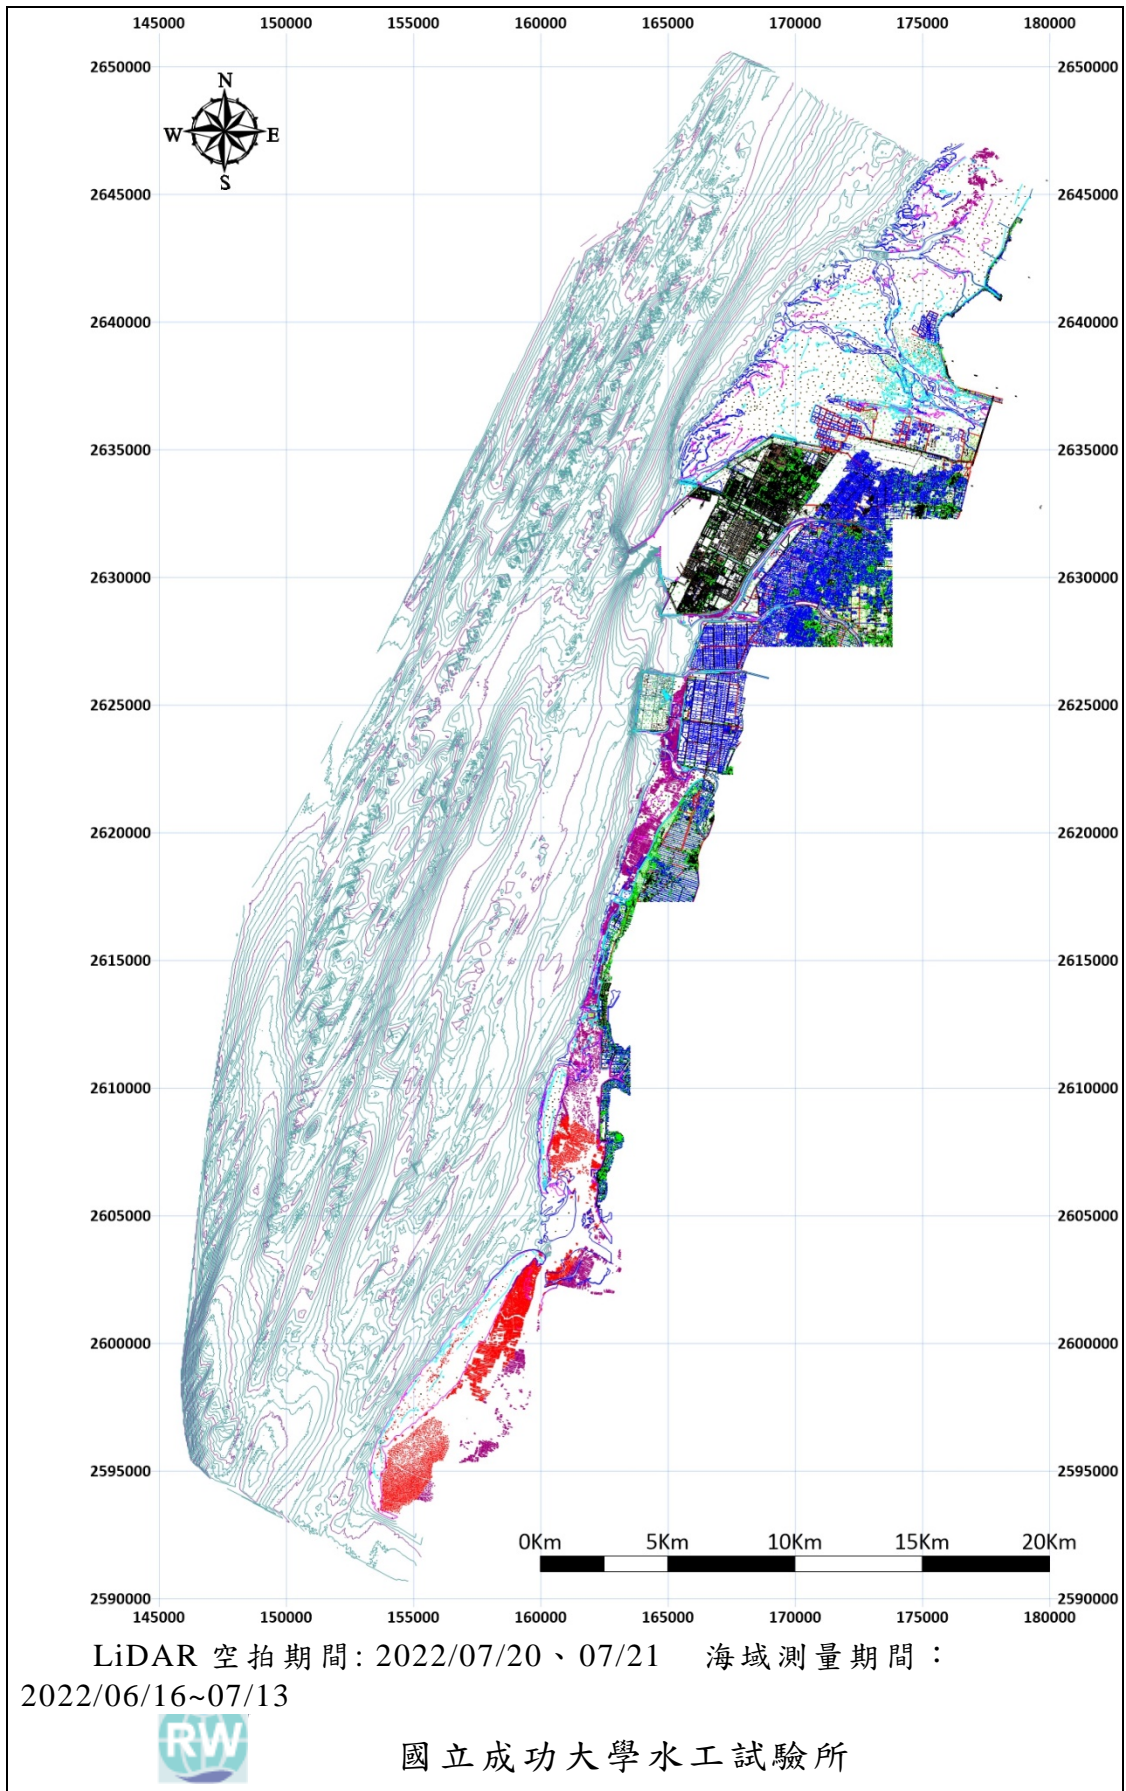 145000 150000 155000 160000 165000 170000 175000 180000
2650000 2650000
N
W E
S
2645000 2645000
2640000 2640000
2635000 2635000
2630000 2630000
2625000 2625000
2620000 2620000
2615000 2615000
2610000 2610000
2605000 2605000
2600000 2600000
2595000 2595000
0Km 5Km 10Km 15Km 20Km
2590000 2590000
145000 150000 155000 160000 165000 170000 175000 180000
LiDAR 空拍期間: 2022/07/20、07/21 海域測量期間：
2022/06/16~07/13
RW
國立成功大學水工試驗所